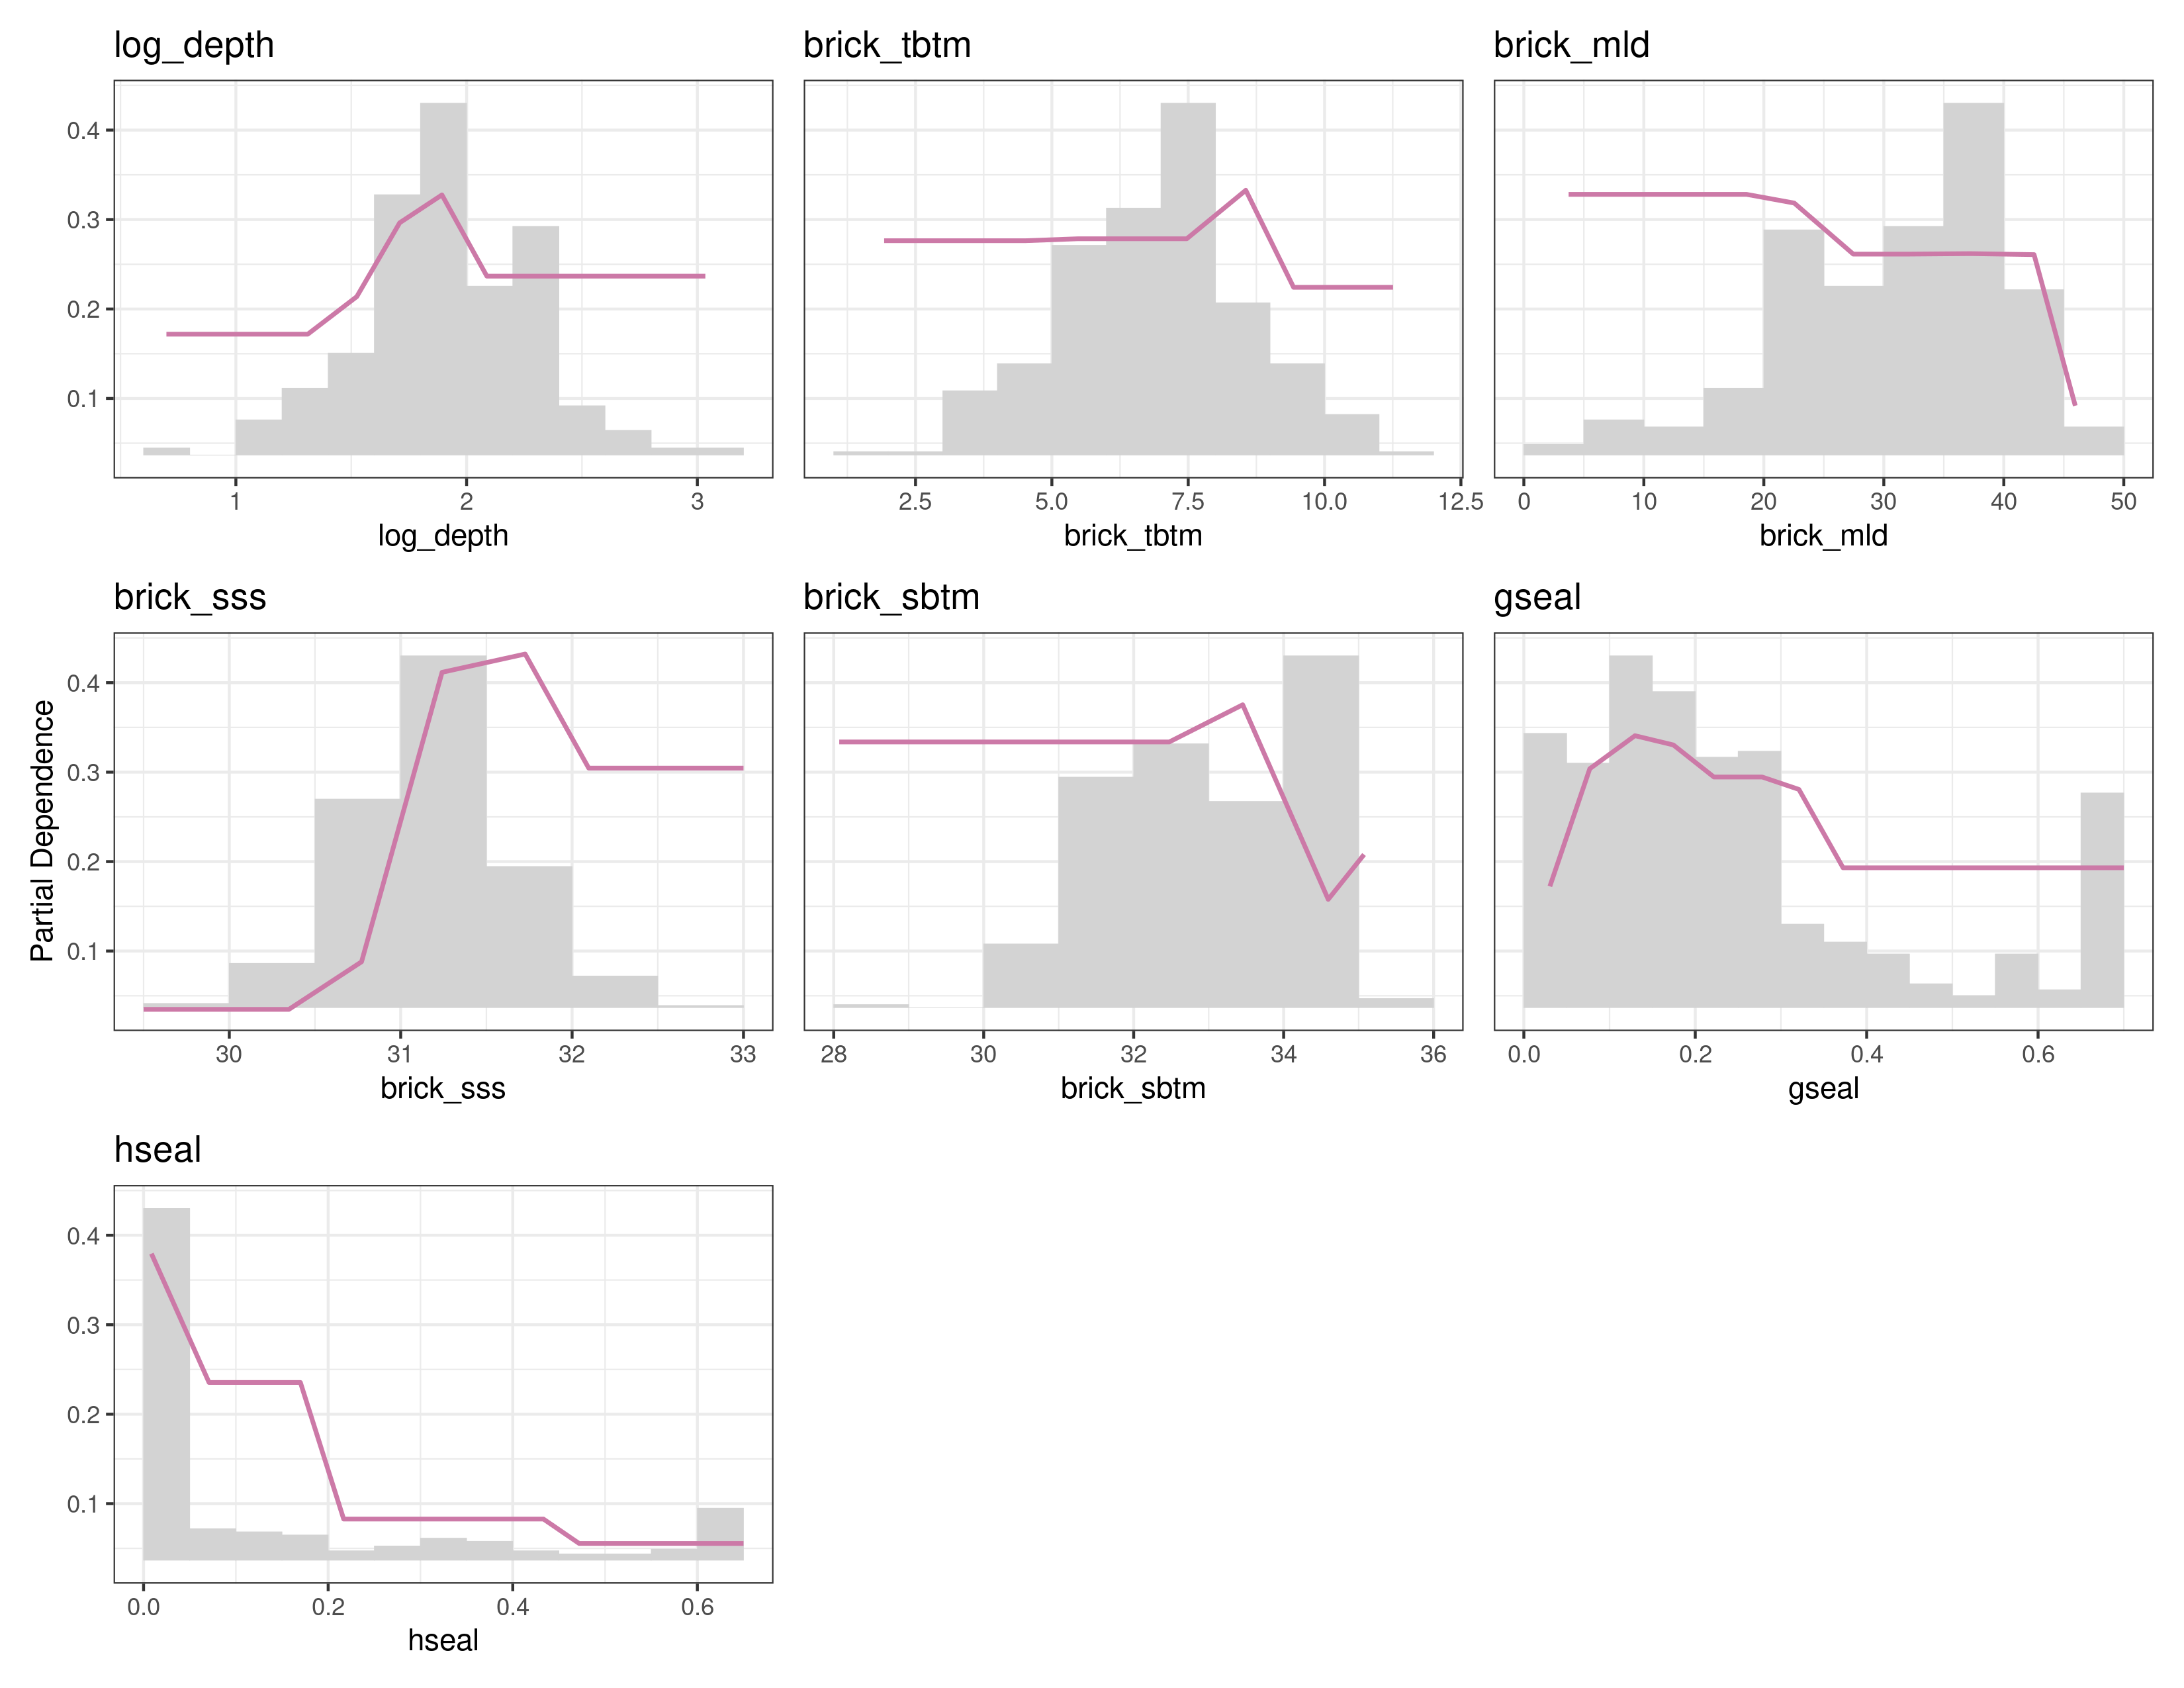 log_depth
brick_tbtm
brick_mld
0.4
0.3
0.2
0.1
1 2 3
2.5 5.0 7.5 10.0 12.5
0 10 20 30 40 50
log_depth
brick_tbtm
brick_mld
brick_sss
brick_sbtm
gseal
Partial Dependence
0.4
0.3
0.2
0.1
30 31 32 33
28 30 32 34 36
0.0 0.2 0.4 0.6
brick_sss
brick_sbtm
gseal
hseal
0.4
0.3
0.2
0.1
0.0 0.2 0.4 0.6
hseal